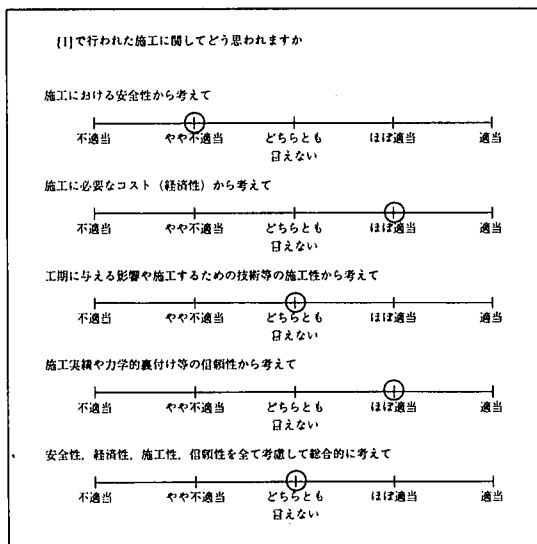 {1}で行われた施工に関してどう思われますか
施工における安全性から考えて
不適当 やや不適当 どちらとも ほぼ適当 適当
言えない
施工に必要なコスト（経済性）から考えて
不適当 やや不適当 どちらとも ほぼ適当 適当
言えない
工期に与える影響や施工するための技術等の施工性から考えて
不適当 やや不適当 どちらとも ほぼ適当 適当
言えない
施工実績や力学的裏付け等の信頼性から考えて
不適当 やや不適当 どちらとも ほぼ適当 適当
言えない
安全性，経済性，施工性，信頼性を全て考慮して総合的に考えて
不適当 やや不適当 どちらとも ほぼ適当 適当
言えない